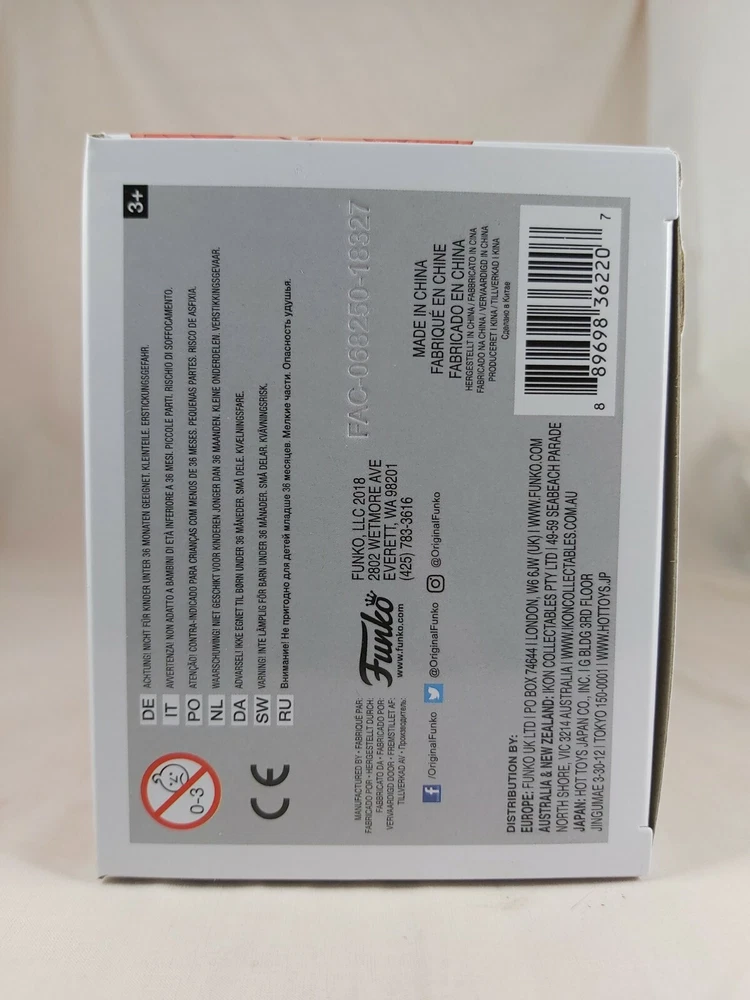 3+
DE ACHTUNG! NICHT FÜR KINDER UNTER 36 MONATEN GEEIGNET. KLEINTEILE. ERSTICKUNGSGEFAHR.
IT AVVERTENZA! NON ADATTO A BAMBINI DI ETÀ INFERIORE A 36 MESI. PICCOLE PARTI. RISCHIO DI SOFFOCAMENTO.
PO ATENÇÃO! CONTRA-INDICADO PARA CRIANÇAS COM MENOS DE 36 MESES. PEQUENAS PARTES. RISCO DE ASFIXIA.
NL WAARSCHUWING! NIET GESCHIKT VOOR KINDEREN JONGER DAN 36 MAANDEN. KLEINE ONDERDELEN. VERSTIKKINGSGEVAAR.
DA ADVARSEL! IKKE EGNET TIL BØRN UNDER 36 MÅNEDER. SMÅ DELE. KVÆLNINGSFARE.
SW VARNING! INTE LÄMPLIG FÖR BARN UNDER 36 MÅNADER. SMÅ DELAR. KVÄVNINGSRISK.
RU Внимание! Не пригодно для детей младше 36 месяцев. Мелкие части. Опасность удушья.
0-3
CE
MANUFACTURED BY • FABRIQUÉ PAR:
FABRICADO POR • HERGESTELLT DURCH:
FABBRICATO DA • FABRICADO POR:
VERVAARDIGD DOOR • FREMSTILLET AF:
TILLVERKAD AV • Производитель:
Funko
www.funko.com
FUNKO, LLC 2018
2802 WETMORE AVE
EVERETT, WA 98201
(425) 783-3616
/OriginalFunko @OriginalFunko @OriginalFunko
FAC-068250-18327
MADE IN CHINA
FABRIQUÉ EN CHINE
FABRICADO EN CHINA
HERGESTELLT IN CHINA / FABBRICATO IN CINA
FABRICADO NA CHINA / VERVAARDIGD IN CHINA
PRODUCERET I KINA / TILLVERKAD I KINA
Сделано в Китае
DISTRIBUTION BY:
EUROPE: FUNKO UK LTD I PO BOX 74644 I LONDON, W6 6JW (UK) I WWW.FUNKO.COM
AUSTRALIA & NEW ZEALAND: IKON COLLECTABLES PTY LTD I 49-59 SEABEACH PARADE
NORTH SHORE, VIC 3214 AUSTRALIA I WWW.IKONCOLLECTABLES.COM.AU
JAPAN: HOT TOYS JAPAN CO., INC. I G BLDG 3RD FLOOR
JINGUMAE 3-30-12 I TOKYO 150-0001 I WWW.HOTTOYS.JP
8 89698 36220 7